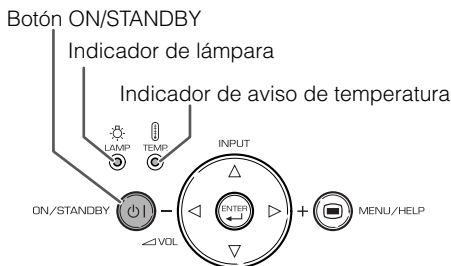 Botón ON/STANDBY
Indicador de lámpara
Indicador de aviso de temperatura
LAMP TEMP.
INPUT
ON/STANDBY
– ENTER +
MENU/HELP
VOL